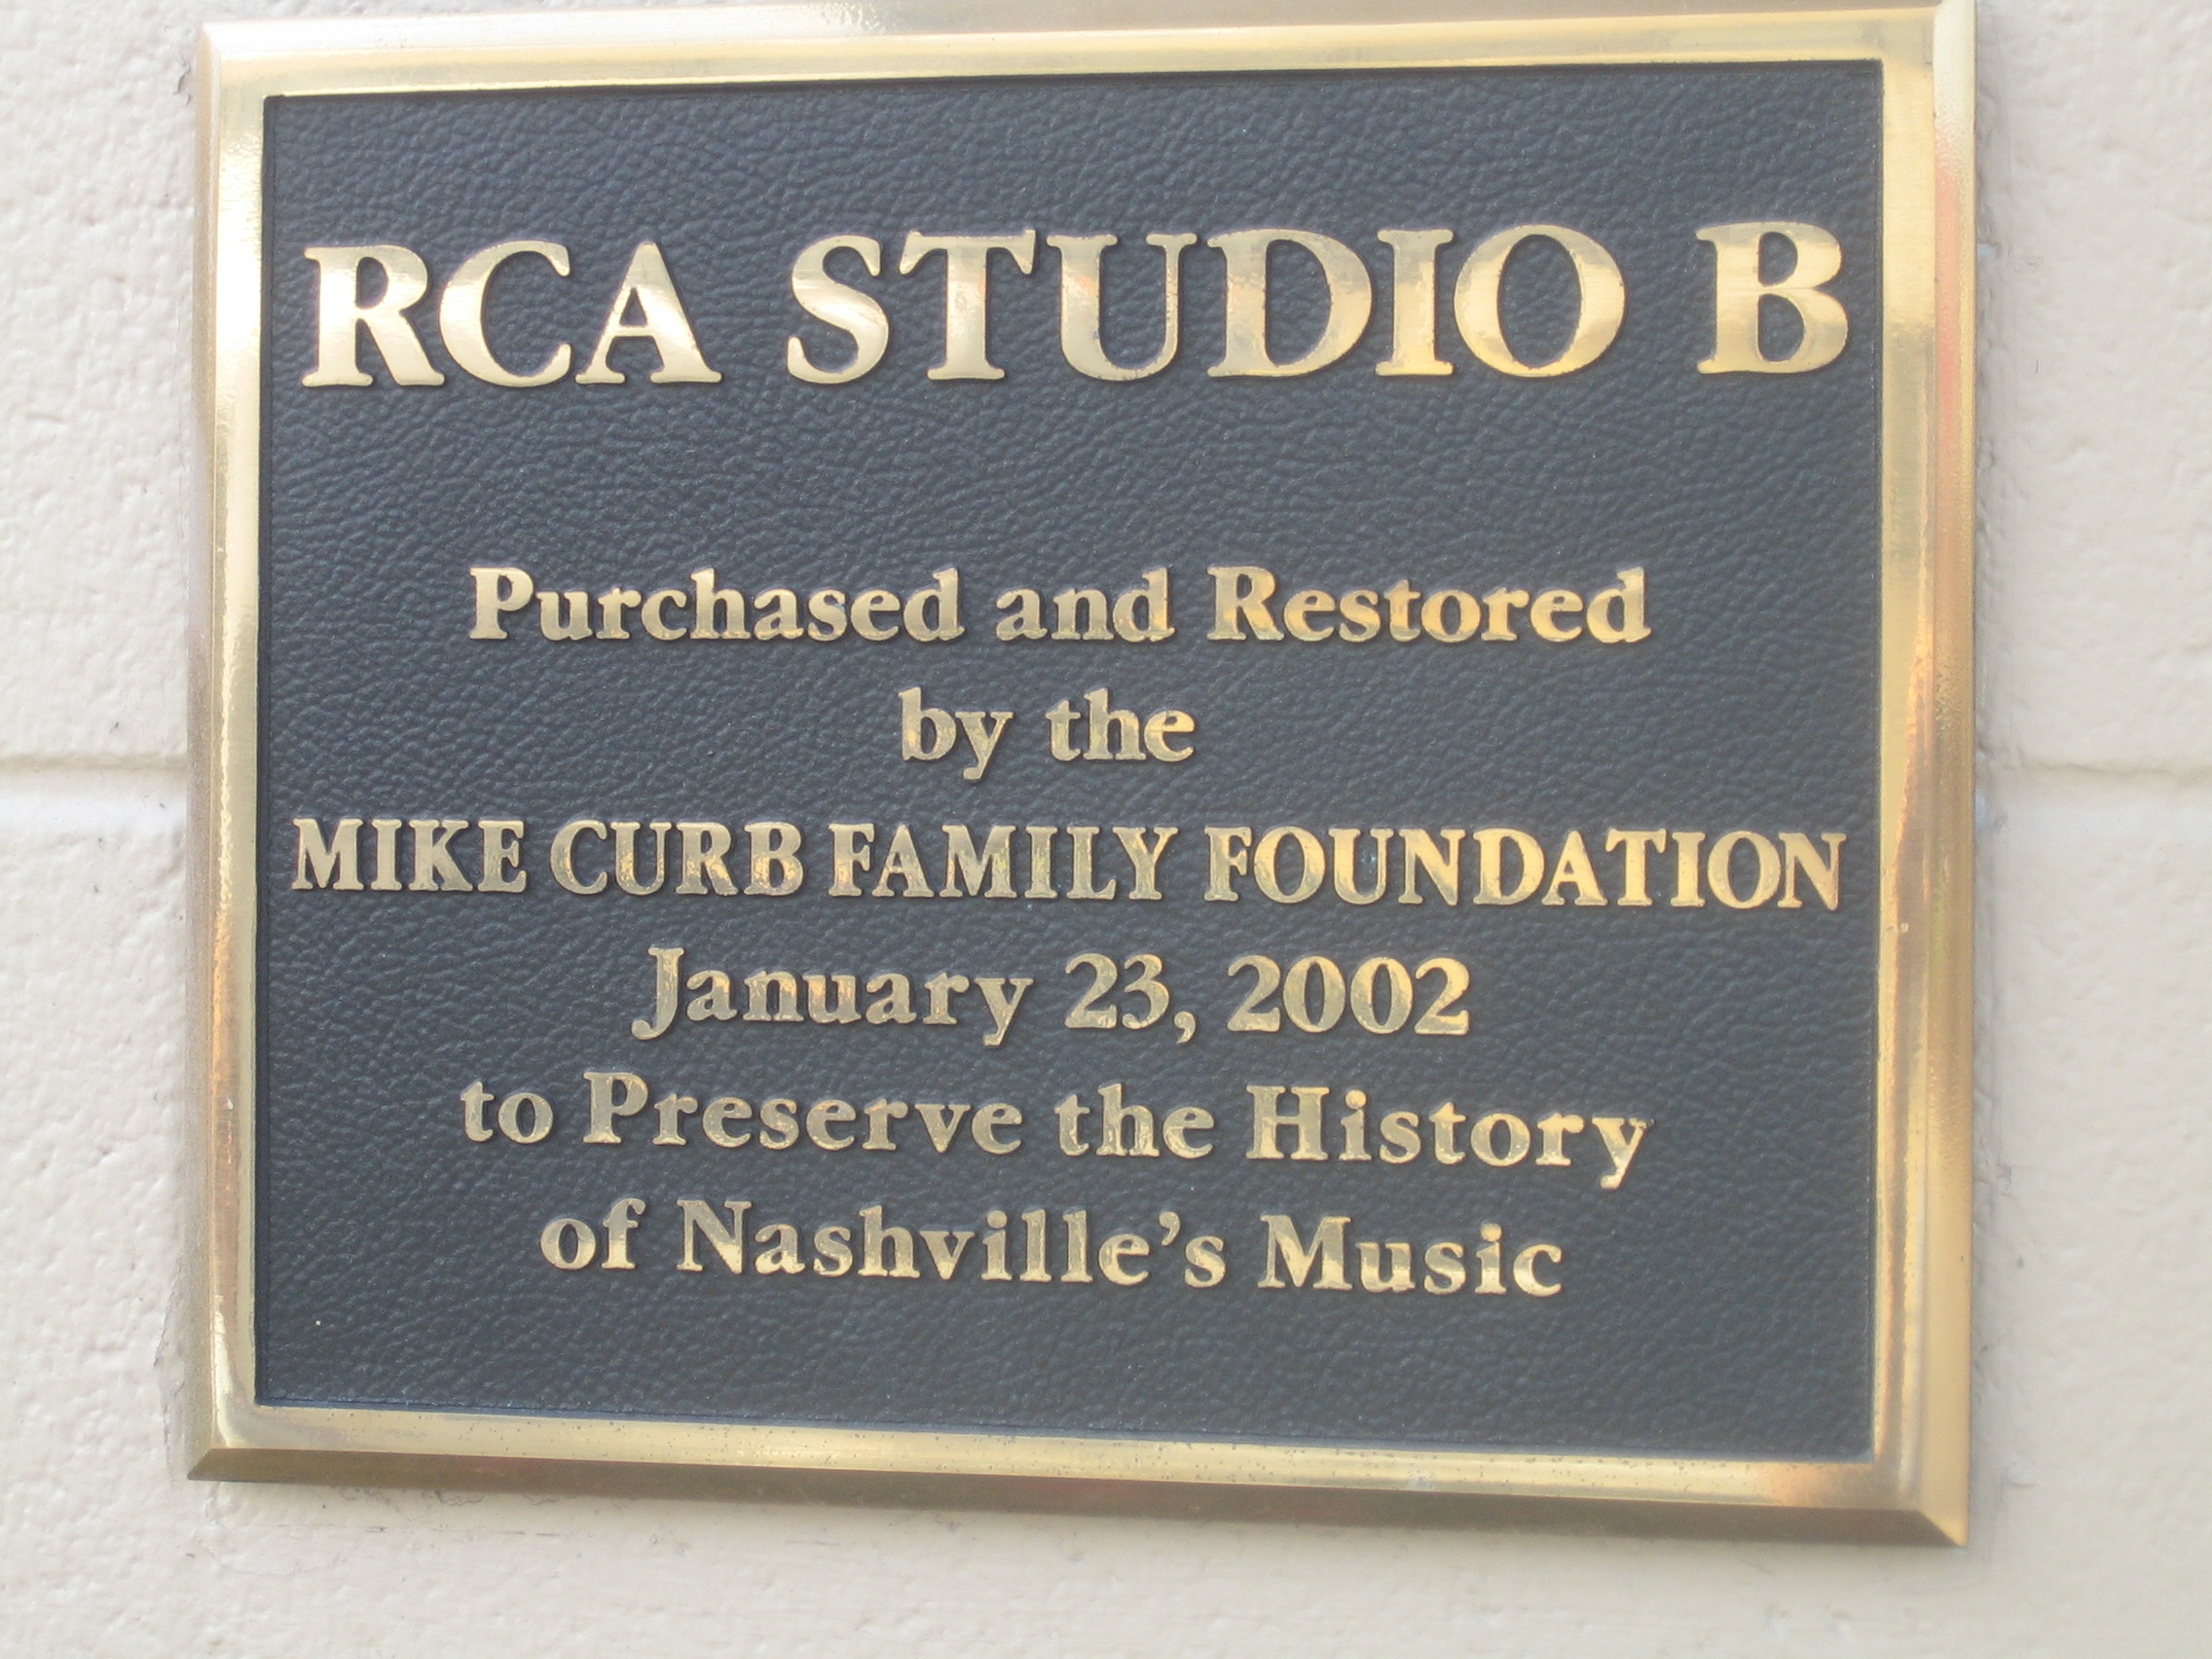 RCA STUDIO B
Purchased and Restored
by the
MIKE CURB FAMILY FOUNDATION
January 23, 2002
to Preserve the History
of Nashville's Music